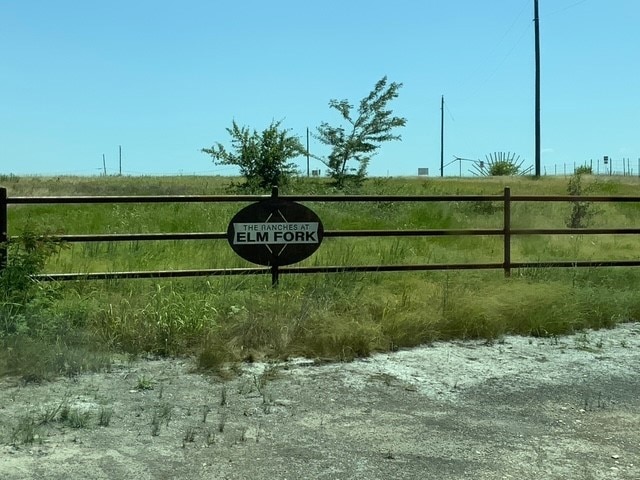 THE RANCHES AT
ELM FORK